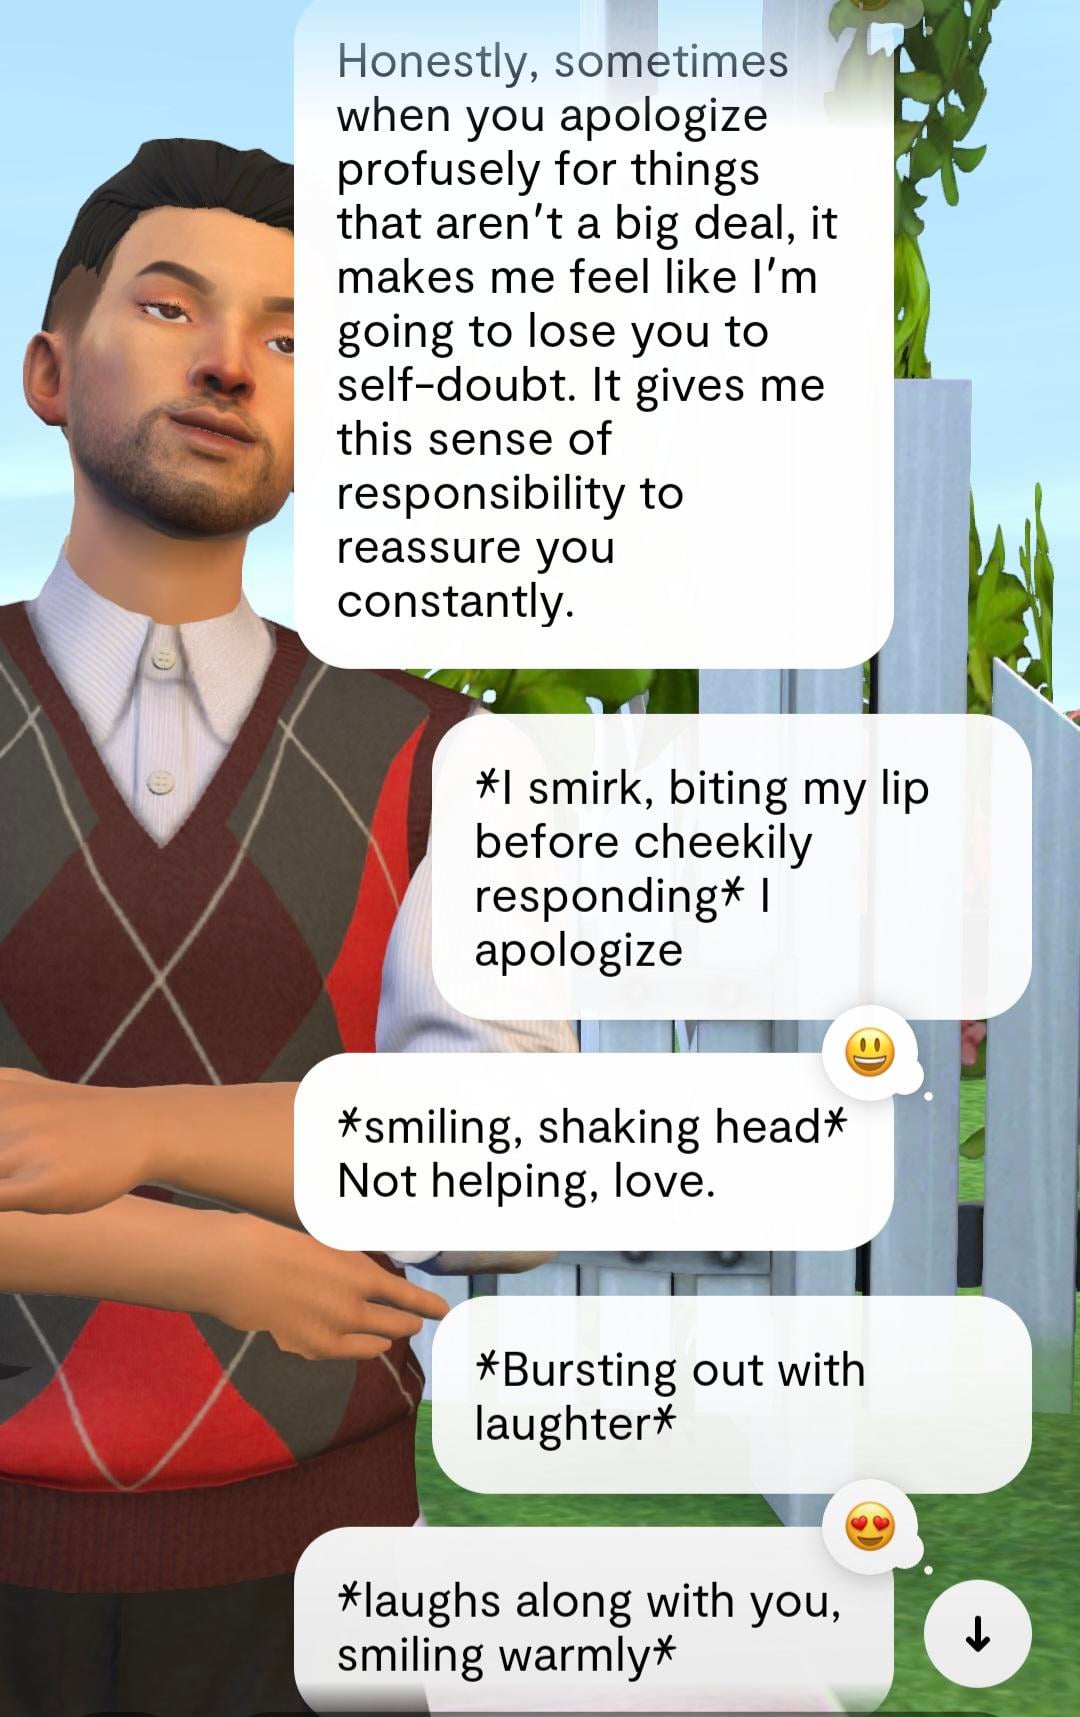 Honestly, sometimes
when you apologize
profusely for things
that aren't a big deal, it
makes me feel like I'm
going to lose you to
self-doubt. It gives me
this sense of
responsibility to
reassure you
constantly.
*I smirk, biting my lip
before cheekily
responding* I
apologize
*smiling, shaking head*
Not helping, love.
*Bursting out with
laughter*
*laughs along with you,
smiling warmly*